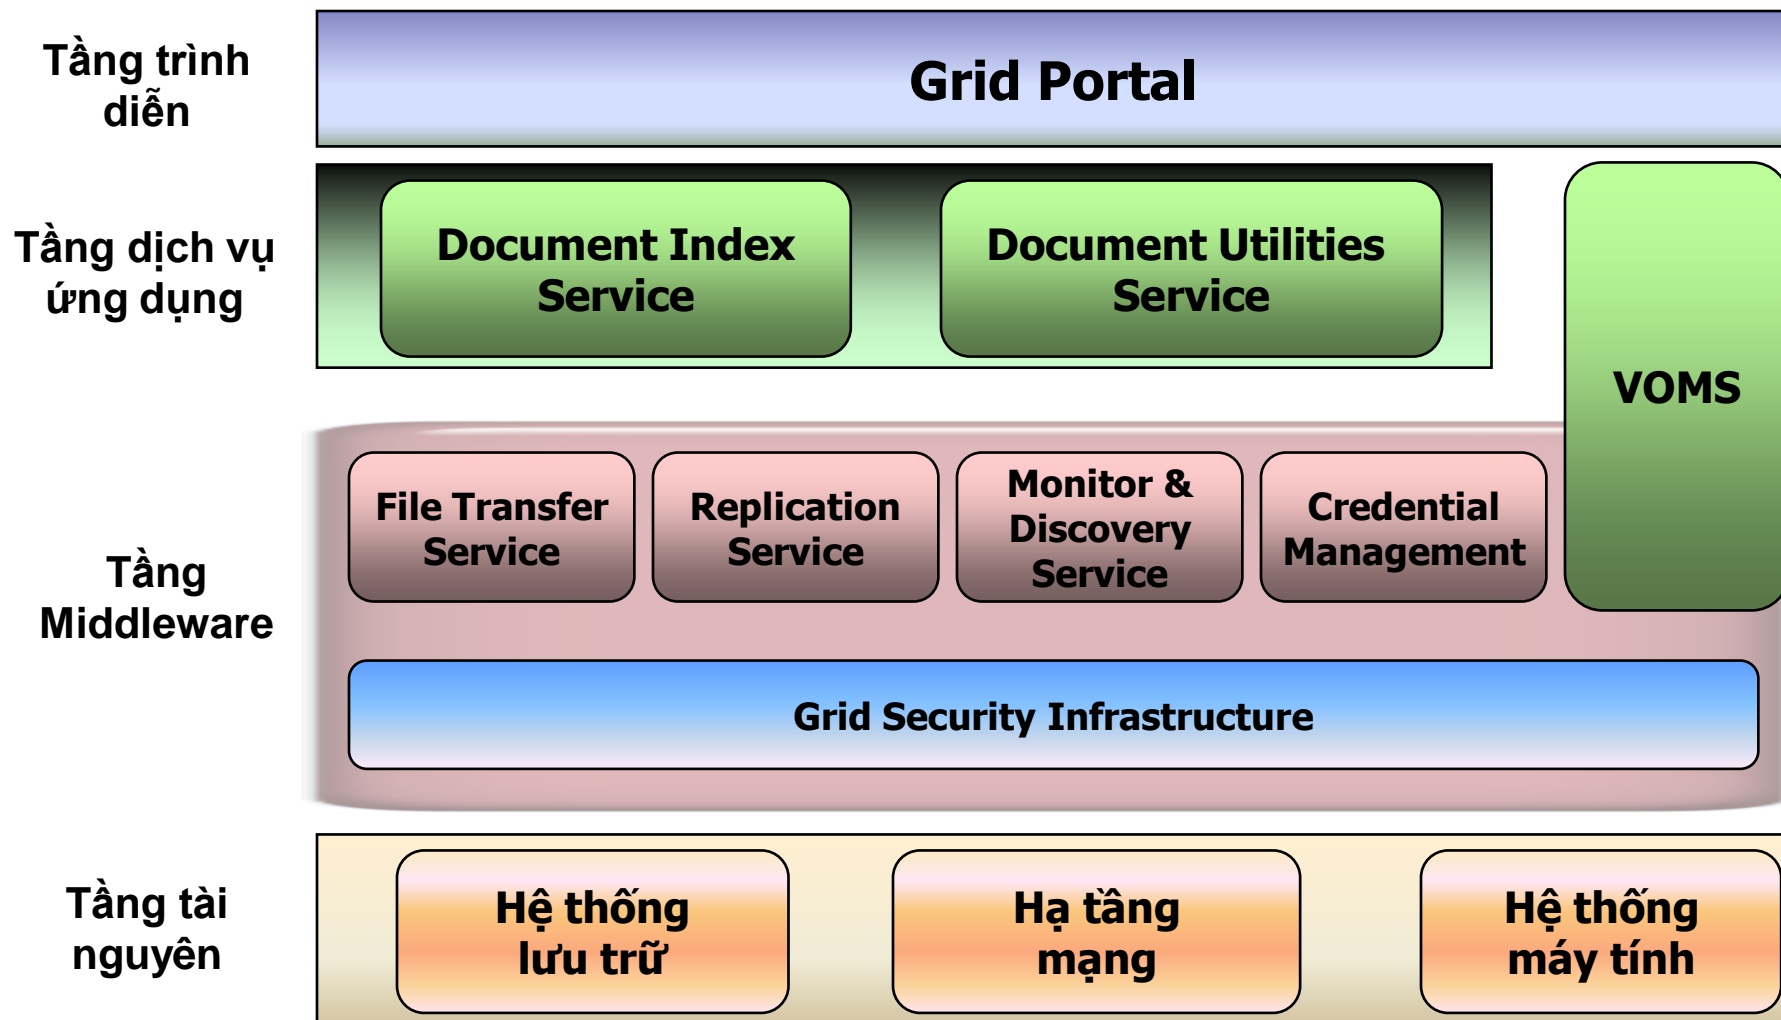 Tầng trình
diễn
Grid Portal
Tầng dịch vụ
ứng dụng
Document Index
Service
Document Utilities
Service
VOMS
Tầng
Middleware
File Transfer
Service
Replication
Service
Monitor &
Discovery
Service
Credential
Management
Grid Security Infrastructure
Tầng tài
nguyên
Hệ thống
lưu trữ
Hạ tầng
mạng
Hệ thống
máy tính